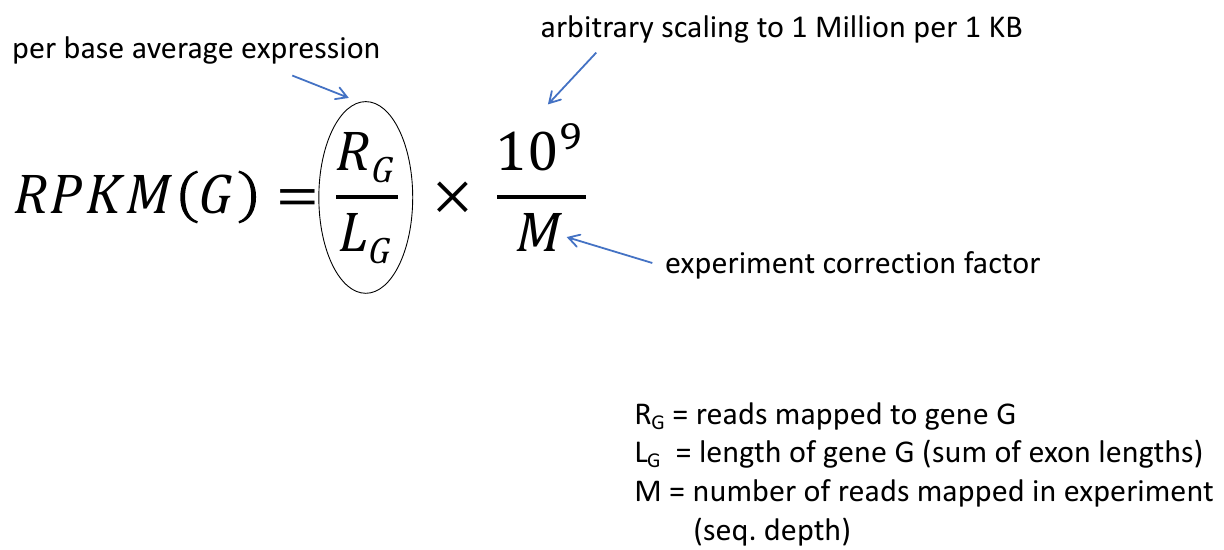 arbitrary scaling to 1 Million per 1 KB
per base average expression
RPKM(G) = R_G / L_G × 10^9 / M
experiment correction factor
R_G = reads mapped to gene G
L_G = length of gene G (sum of exon lengths)
M = number of reads mapped in experiment
(seq. depth)